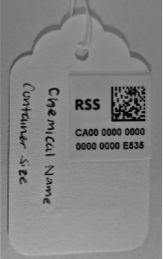 RSS
CA00 0000 0000
0000 0000 E535
Chemical Name
Container Size